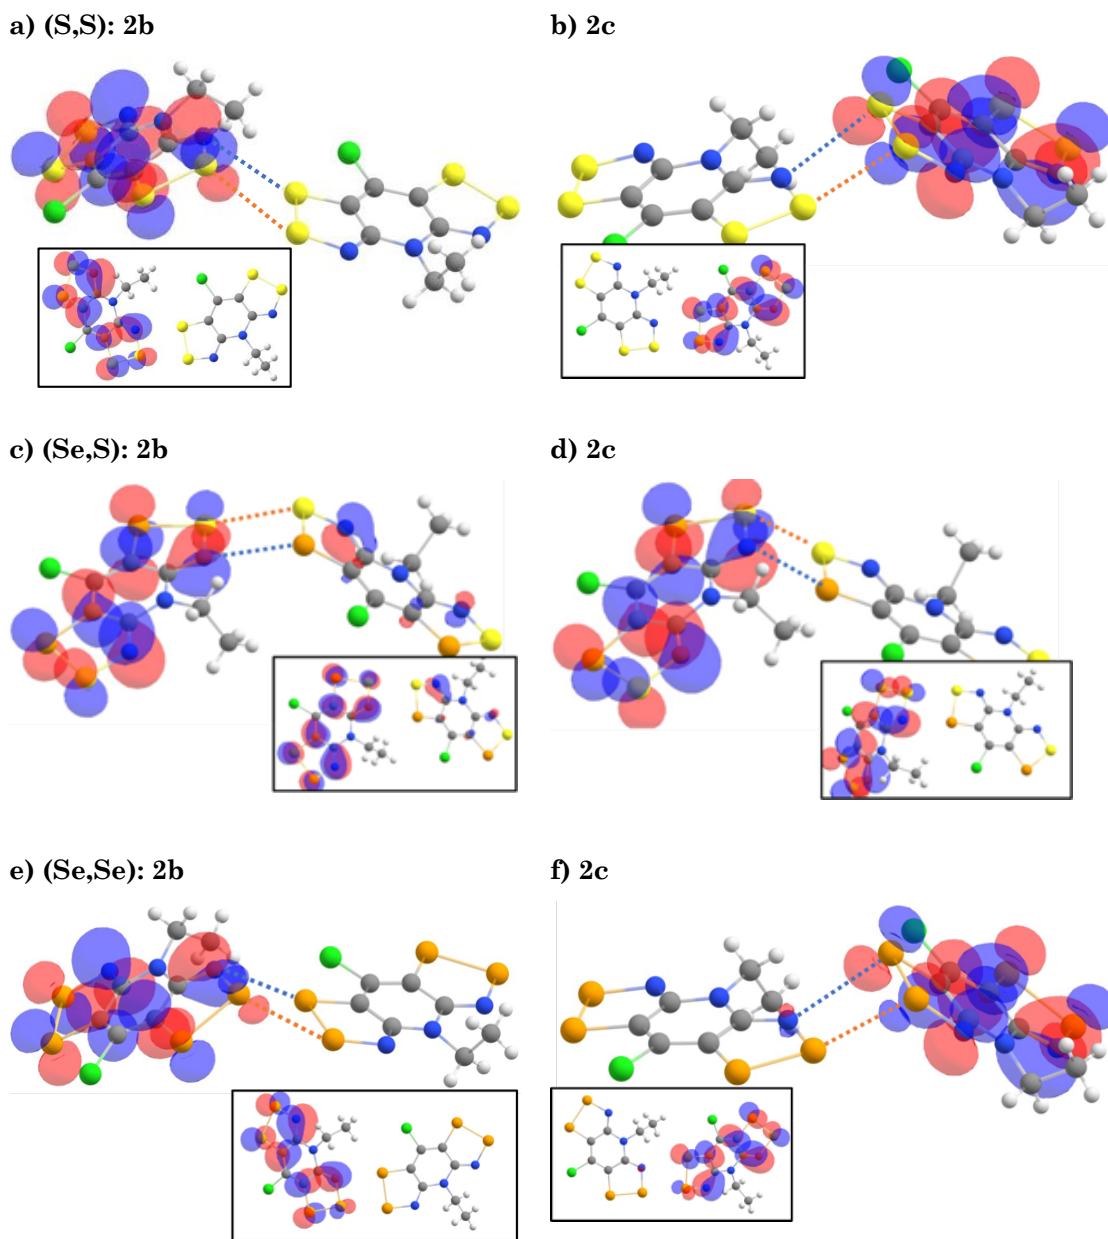 a) (S,S): 2b
b) 2c
c) (Se,S): 2b
d) 2c
e) (Se,Se): 2b
f) 2c